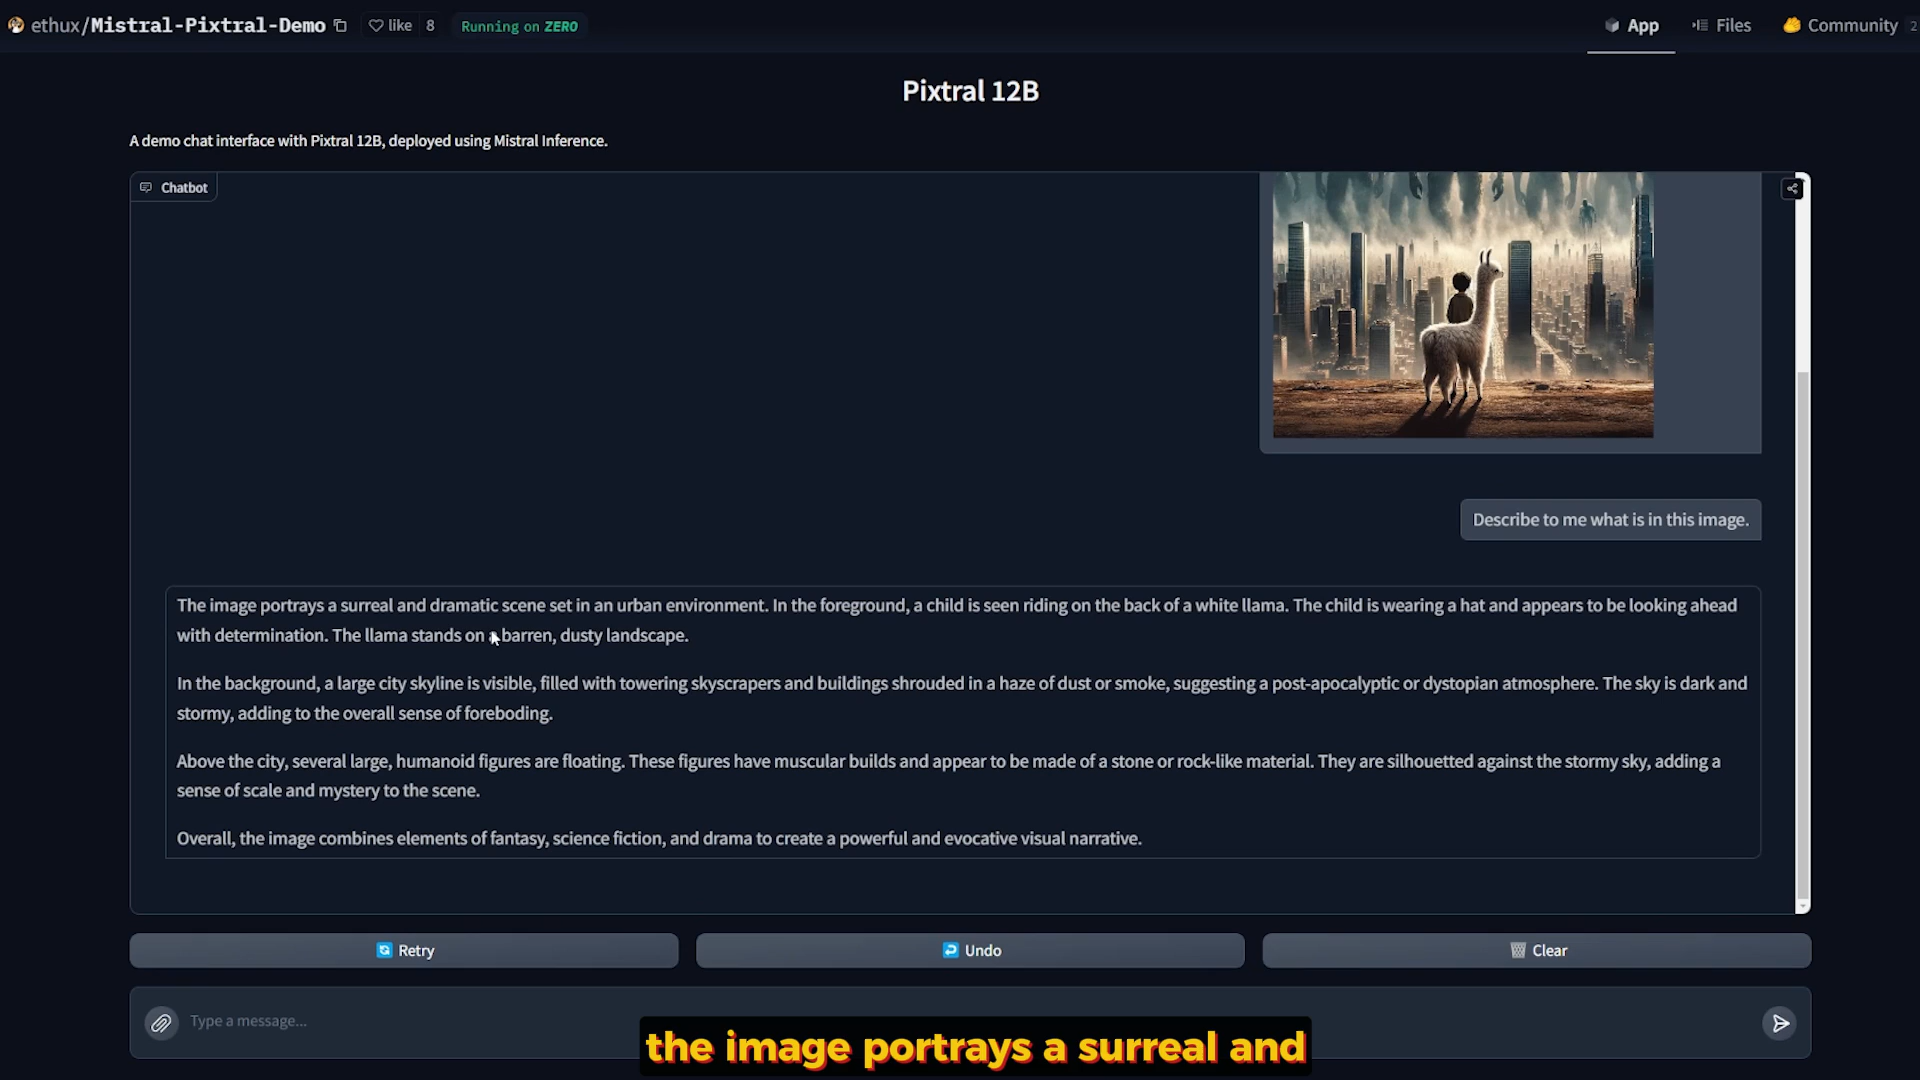 ethux/Mistral-Pixtral-Demo like 8 Running on ZERO App Files Community 2
Pixtral 12B
A demo chat interface with Pixtral 12B, deployed using Mistral Inference.
Chatbot
Describe to me what is in this image.
The image portrays a surreal and dramatic scene set in an urban environment. In the foreground, a child is seen riding on the back of a white llama. The child is wearing a hat and appears to be looking ahead
with determination. The llama stands on a barren, dusty landscape.
In the background, a large city skyline is visible, filled with towering skyscrapers and buildings shrouded in a haze of dust or smoke, suggesting a post-apocalyptic or dystopian atmosphere. The sky is dark and
stormy, adding to the overall sense of foreboding.
Above the city, several large, humanoid figures are floating. These figures have muscular builds and appear to be made of a stone or rock-like material. They are silhouetted against the stormy sky, adding a
sense of scale and mystery to the scene.
Overall, the image combines elements of fantasy, science fiction, and drama to create a powerful and evocative visual narrative.
Retry Undo Clear
Type a message...
the image portrays a surreal and